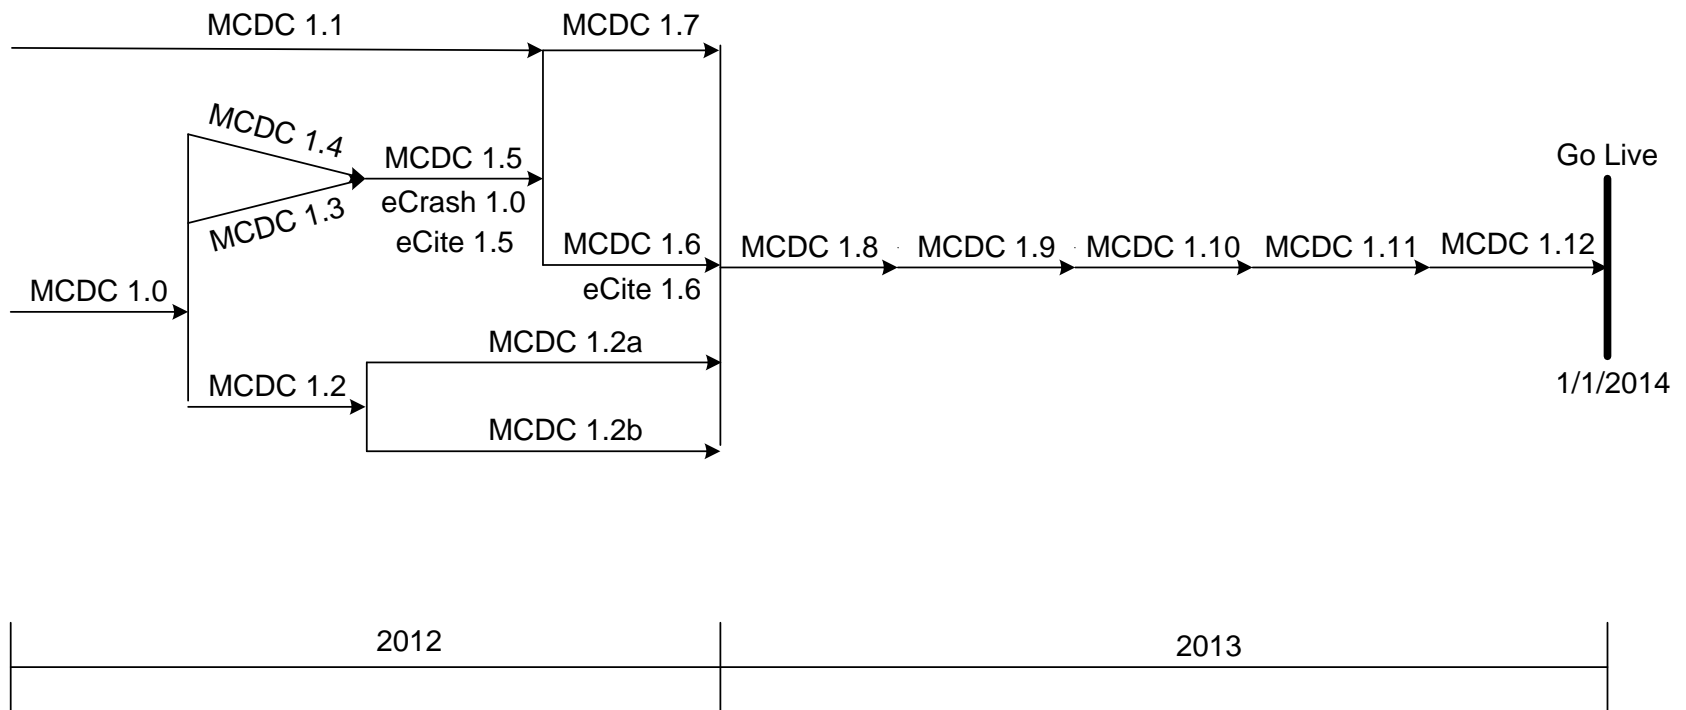 MCDC 1.1
MCDC 1.7
MCDC 1.4
MCDC 1.3
MCDC 1.5
eCrash 1.0
eCite 1.5
Go Live
MCDC 1.0
MCDC 1.6
eCite 1.6
MCDC 1.8
MCDC 1.9
MCDC 1.10
MCDC 1.11
MCDC 1.12
MCDC 1.2
MCDC 1.2a
MCDC 1.2b
1/1/2014
2012
2013